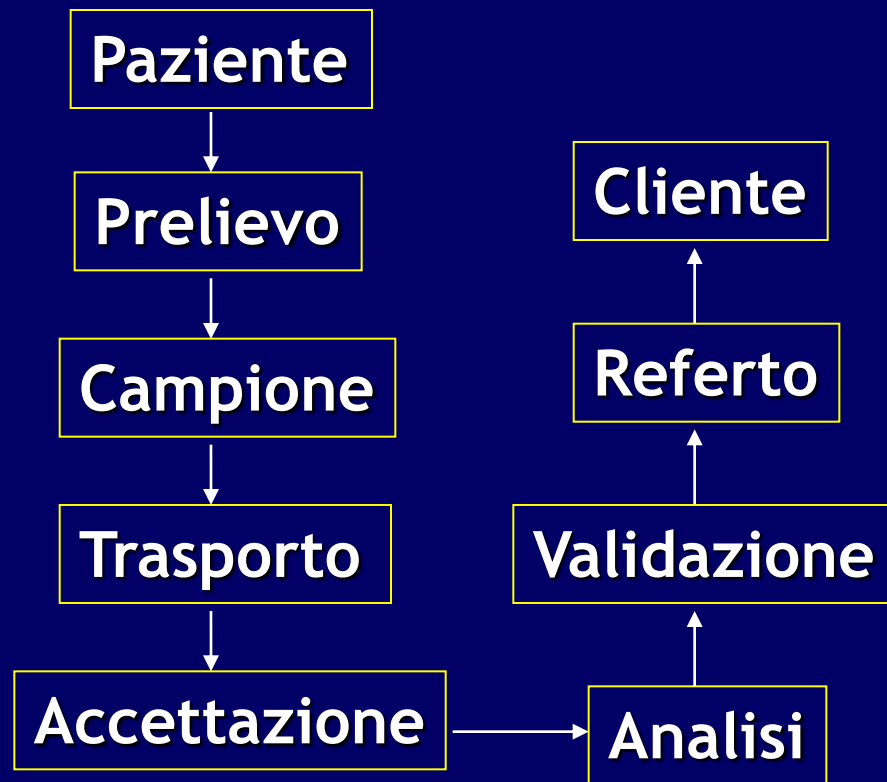 Paziente
Prelievo
Campione
Trasporto
Accettazione
Analisi
Validazione
Referto
Cliente